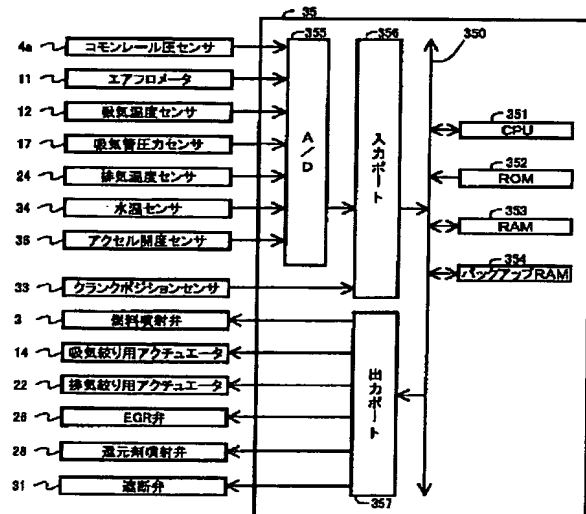 35
4a コモンレール圧センサ
11 エアフロメータ
12 吸気温度センサ
17 吸気管圧力センサ
24 排気温度センサ
34 水温センサ
36 アクセル開度センサ
33 クランクポジションセンサ
3 燃料噴射弁
14 吸気絞り用アクチュエータ
22 排気絞り用アクチュエータ
26 EGR弁
28 還元剤噴射弁
31 遮断弁
355
A/D
356
入力ポート
出力ポート
357
350
351
CPU
352
ROM
353
RAM
354
バックアップRAM